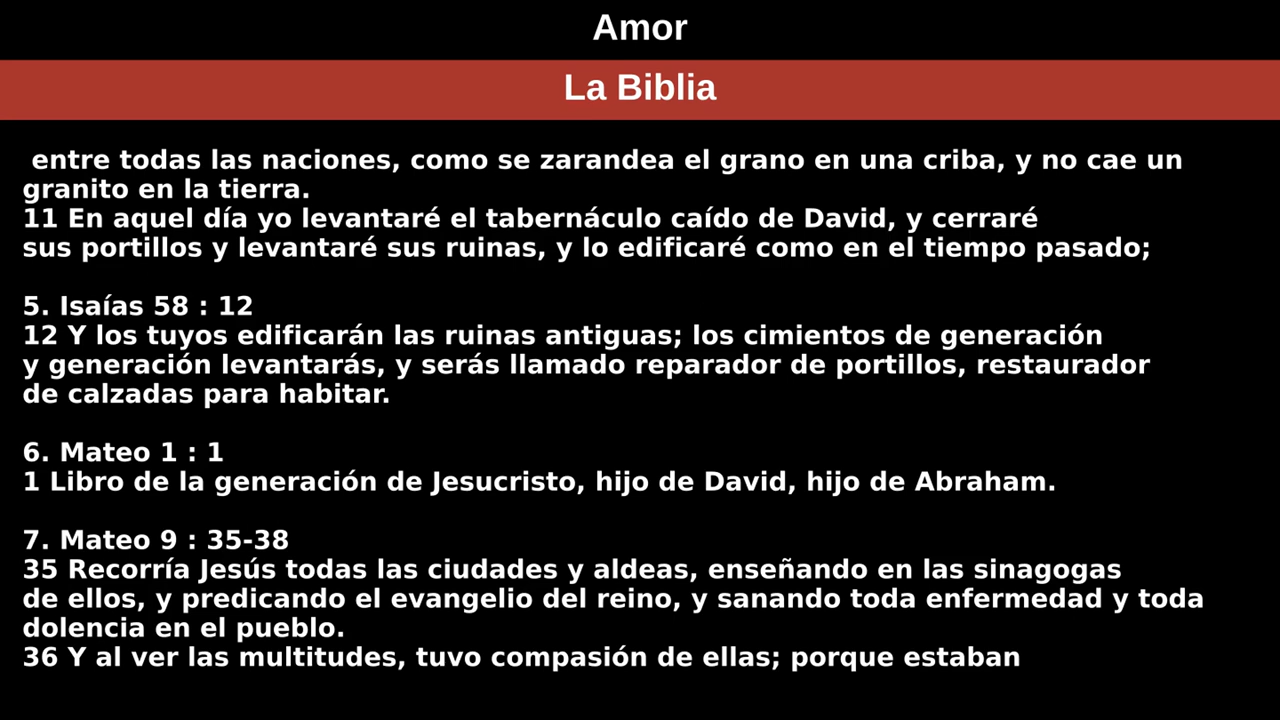 Amor
La Biblia
entre todas las naciones, como se zarandea el grano en una criba, y no cae un
granito en la tierra.
11 En aquel día yo levantaré el tabernáculo caído de David, y cerraré
sus portillos y levantaré sus ruinas, y lo edificaré como en el tiempo pasado;
5. Isaías 58 : 12
12 Y los tuyos edificarán las ruinas antiguas; los cimientos de generación
y generación levantarás, y serás llamado reparador de portillos, restaurador
de calzadas para habitar.
6. Mateo 1 : 1
1 Libro de la generación de Jesucristo, hijo de David, hijo de Abraham.
7. Mateo 9 : 35-38
35 Recorría Jesús todas las ciudades y aldeas, enseñando en las sinagogas
de ellos, y predicando el evangelio del reino, y sanando toda enfermedad y toda
dolencia en el pueblo.
36 Y al ver las multitudes, tuvo compasión de ellas; porque estaban